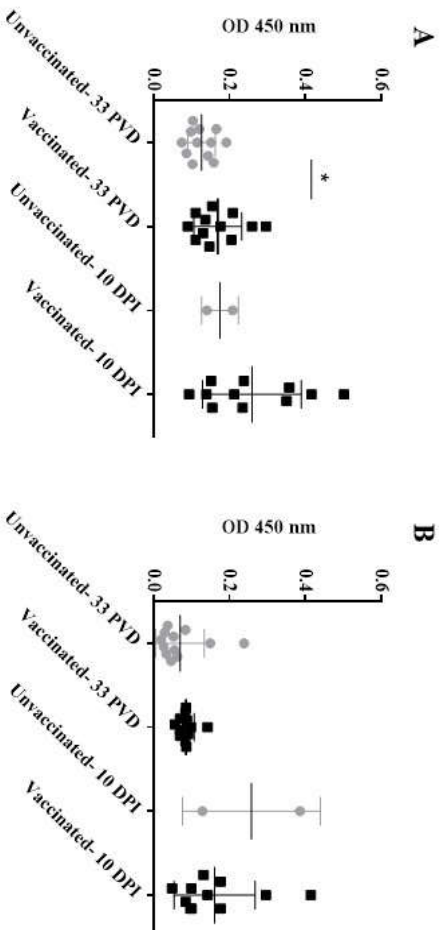 A
OD 450 nm
0.6
0.4
0.2
0.0
*
Unvaccinated- 33 PVD
Vaccinated- 33 PVD
Unvaccinated- 10 DPI
Vaccinated- 10 DPI
B
OD 450 nm
0.6
0.4
0.2
0.0
Unvaccinated- 33 PVD
Vaccinated- 33 PVD
Unvaccinated- 10 DPI
Vaccinated- 10 DPI